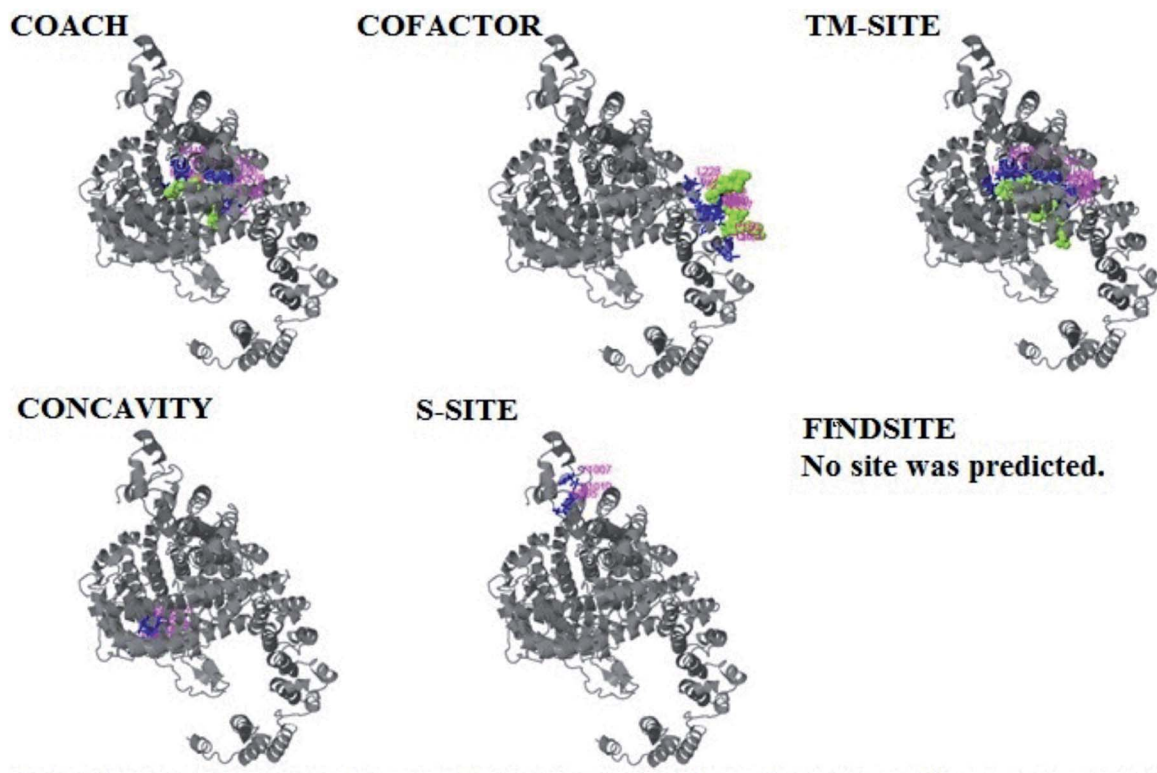 COACH
COFACTOR
TM-SITE
CONCAVITY
S-SITE
FINDSITE
No site was predicted.